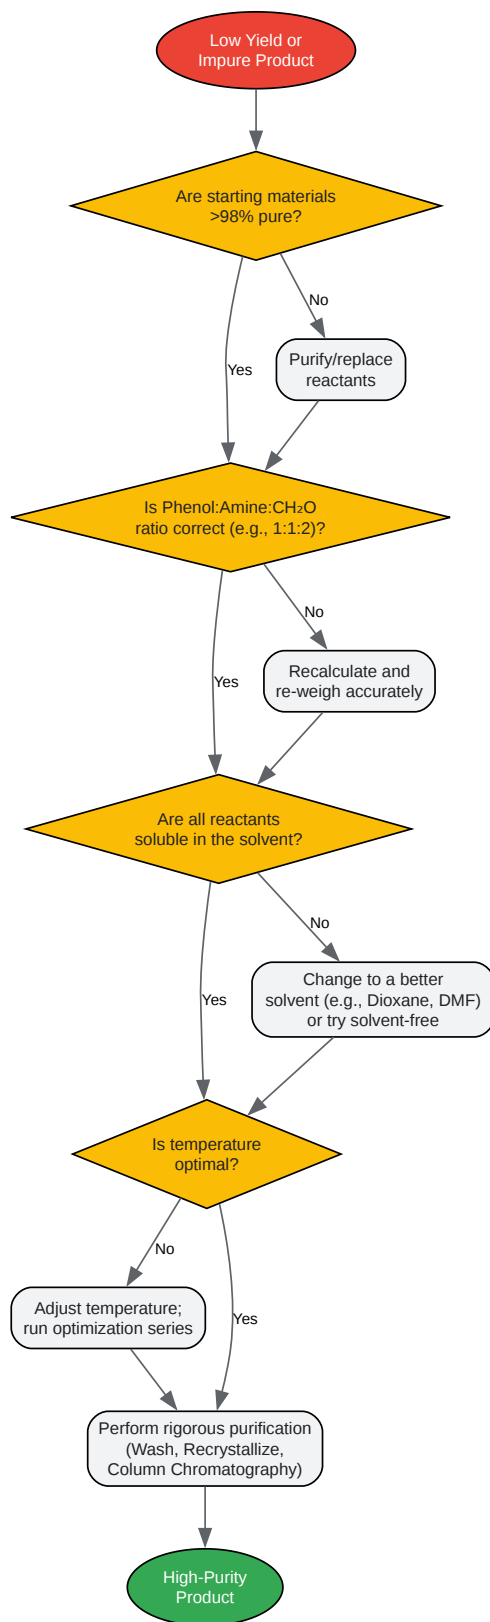 Low Yield or
Impure Product
Are starting materials
>98% pure?
No
Yes
Purify/replace
reactants
Is Phenol:Amine:CH₂O
ratio correct (e.g., 1:1:2)?
No
Yes
Recalculate and
re-weigh accurately
Are all reactants
soluble in the solvent?
No
Yes
Change to a better
solvent (e.g., Dioxane, DMF)
or try solvent-free
Is temperature
optimal?
No
Yes
Adjust temperature;
run optimization series
Perform rigorous purification
(Wash, Recrystallize,
Column Chromatography)
High-Purity
Product